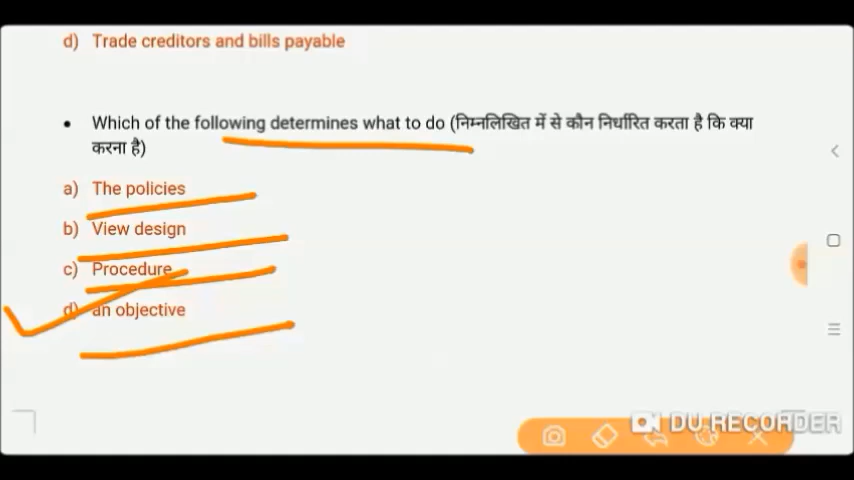 d) Trade creditors and bills payable
• Which of the following determines what to do (निम्नलिखित में से कौन निर्धारित करता है कि क्या
करना है)
a) The policies
b) View design
c) Procedure
d) an objective
DU RECORDER